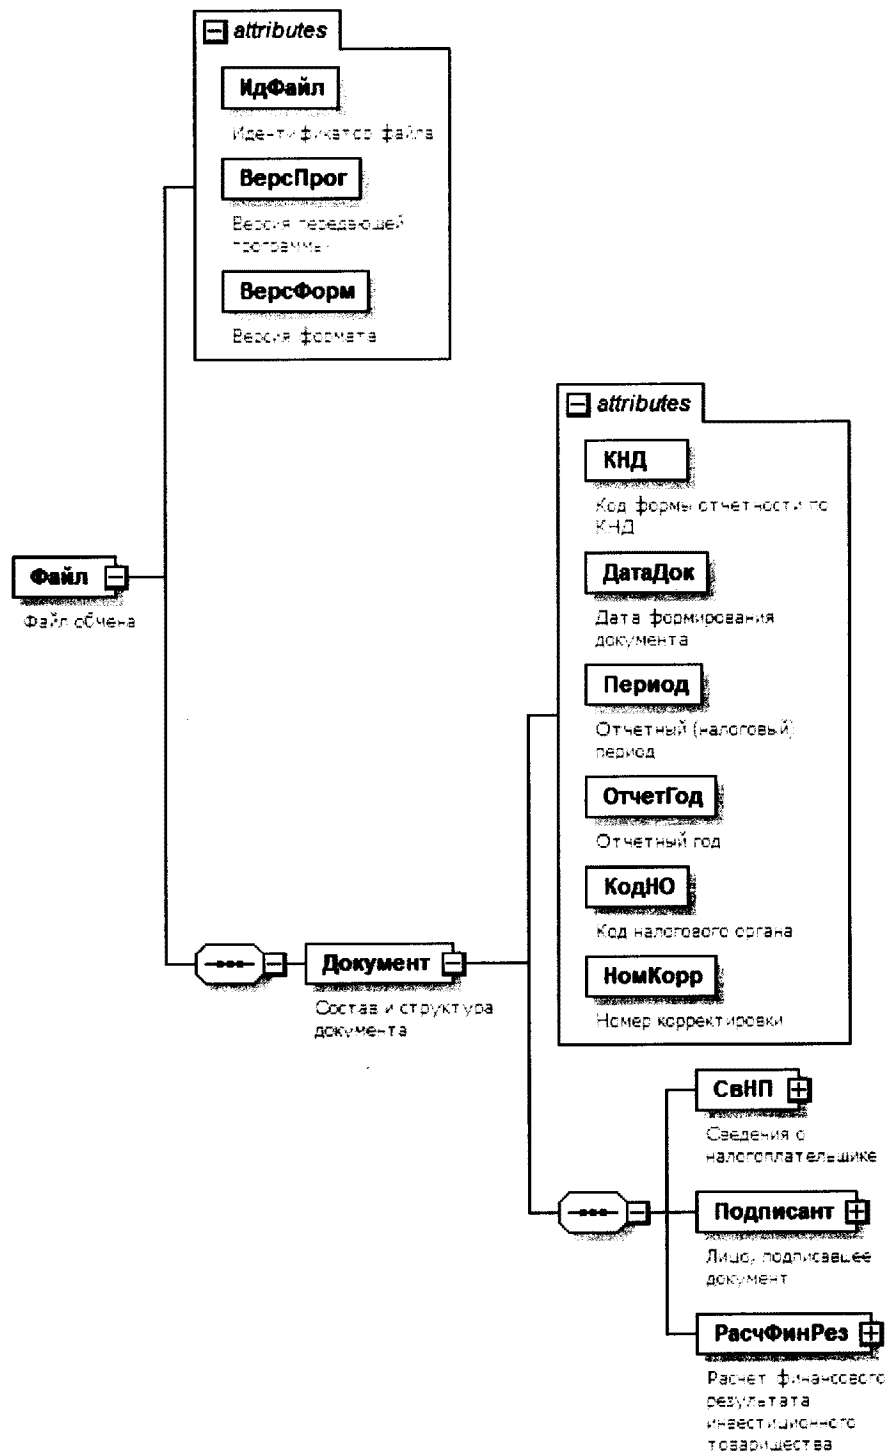 attributes
ИдФайл
Идентификатор файла
ВерсПрог
Версия передающей
программы
ВерсФорм
Версия формата
attributes
КНД
Код формы отчетности по
КНД
Файл
Файл обмена
ДатаДок
Дата формирования
документа
Период
Отчетный (налоговый)
период
ОтчетГод
Отчетный год
КодНО
Код налогового органа
Документ
Состав и структура
документа
НомКорр
Номер корректировки
СвНП
Сведения о
налогоплательщике
Подписант
Лицо, подписавшее
документ
РасчФинРез
Расчет финансового
результата
инвестиционного
товарищества